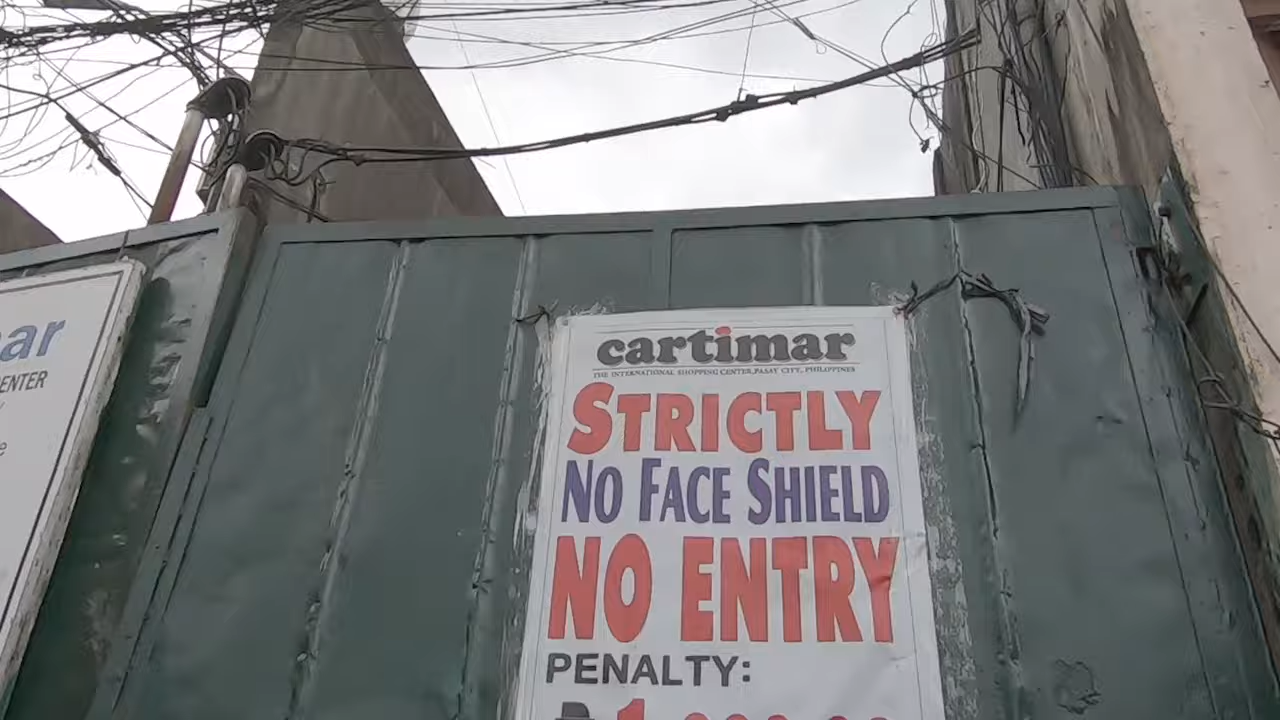 ar
ENTER
e
cartimar
THE INTERNATIONAL SHOPPING CENTER, PASAY CITY, PHILIPPINES
STRICTLY
NO FACE SHIELD
NO ENTRY
PENALTY: